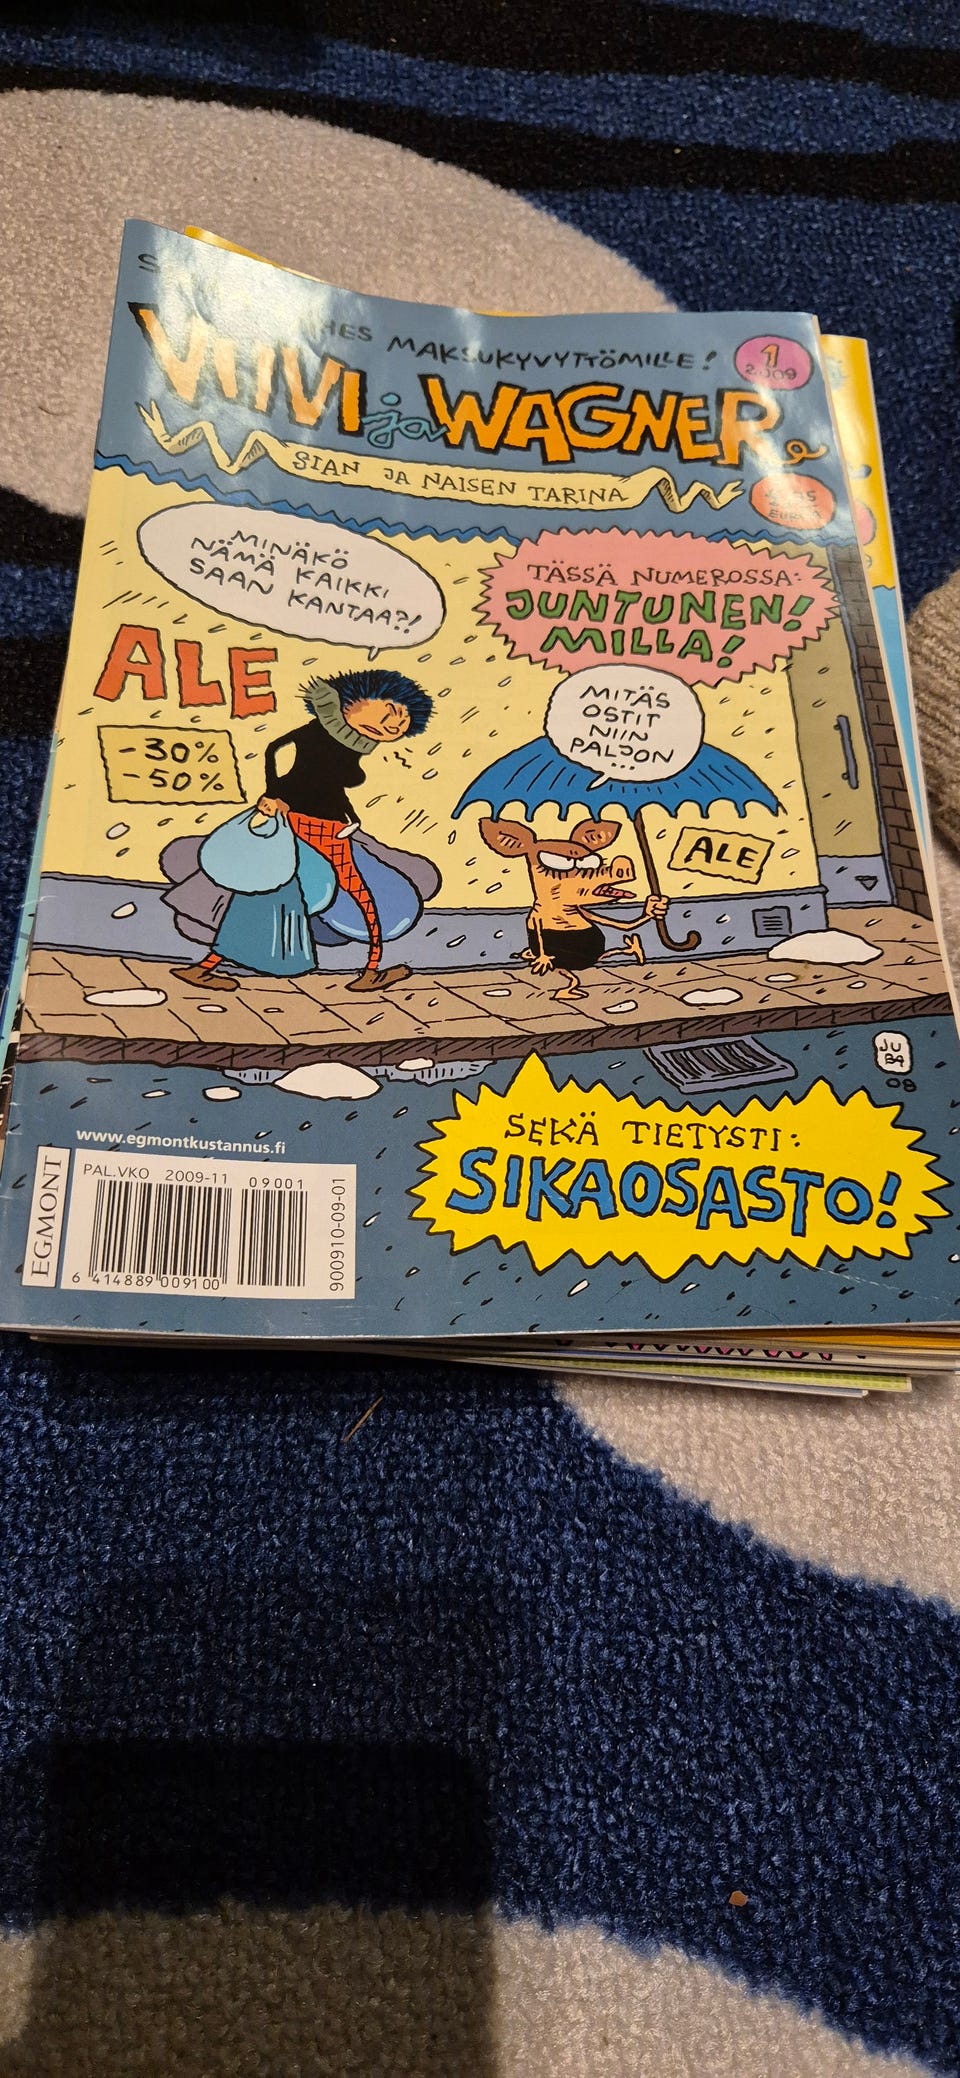 MAKSUKYVYTTÖMILLE!
1
2009
VIIVI ja WAGNER
SIAN JA NAISEN TARINA
EUROA
MINÄKÖ
NÄMÄ KAIKKI
SAAN KANTAA?!
TÄSSÄ NUMEROSSA:
JUNTUNEN!
MILLA!
ALE
-30%
-50%
MITÄS
OSTIT
NIIN
PALJON
...
ALE
JU
BA
08
SEKÄ TIETYSTI:
SIKAOSASTO!
www.egmontkustannus.fi
EGMONT
PAL.VKO 2009-11 09001
6 414889 009100
900910-09-01